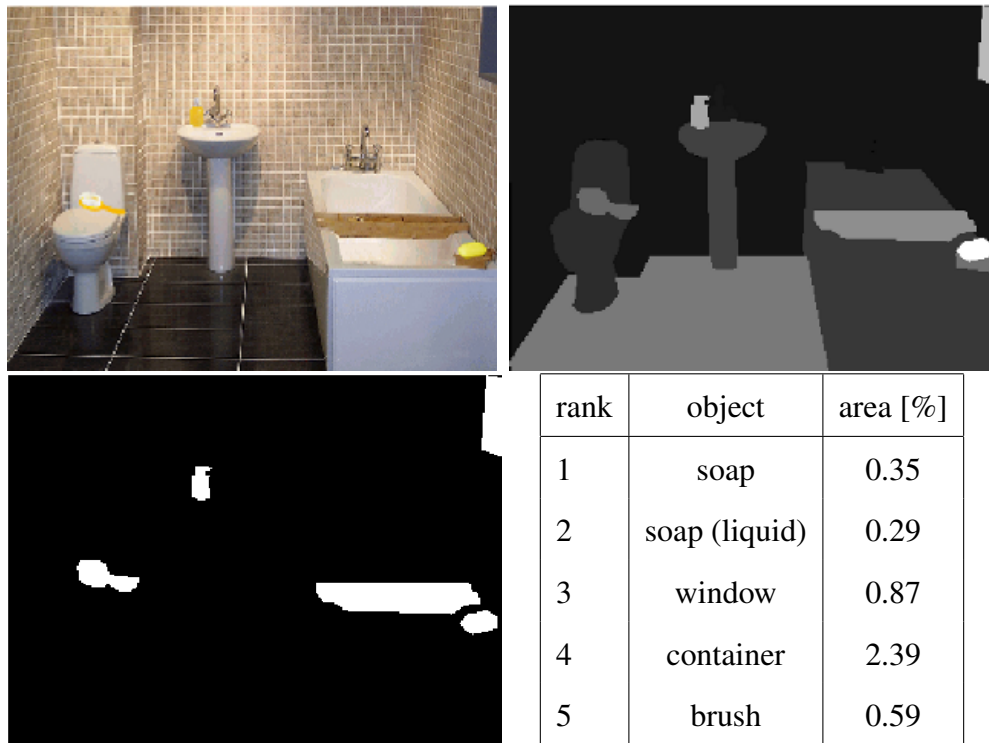 rank object area [%]
1 soap 0.35
2 soap (liquid) 0.29
3 window 0.87
4 container 2.39
5 brush 0.59